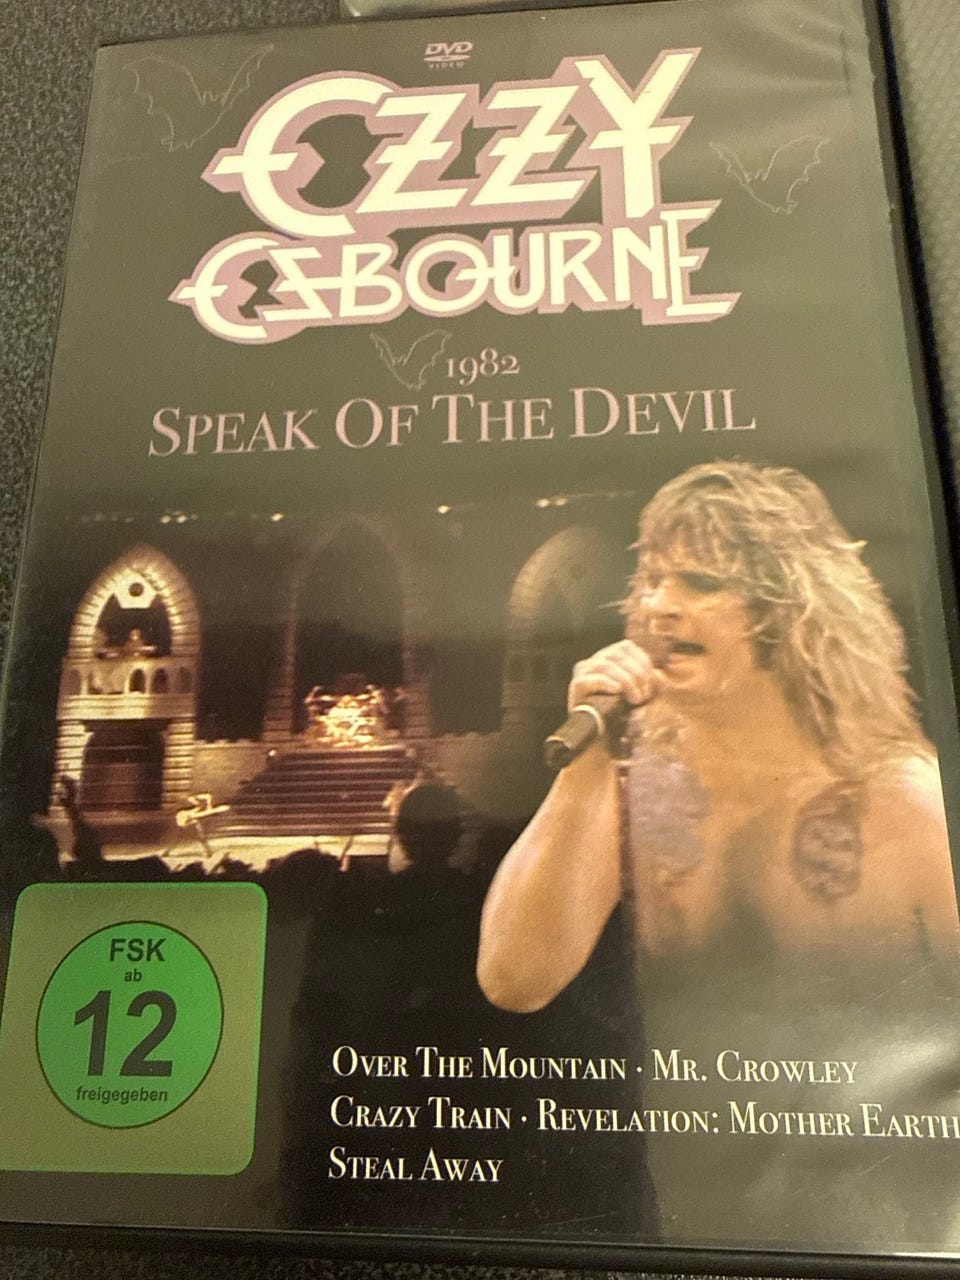 DVD
VIDEO
OZZY
OSBOURNE
1982
SPEAK OF THE DEVIL
FSK
ab
12
freigegeben
OVER THE MOUNTAIN · MR. CROWLEY
CRAZY TRAIN · REVELATION: MOTHER EARTH
STEAL AWAY